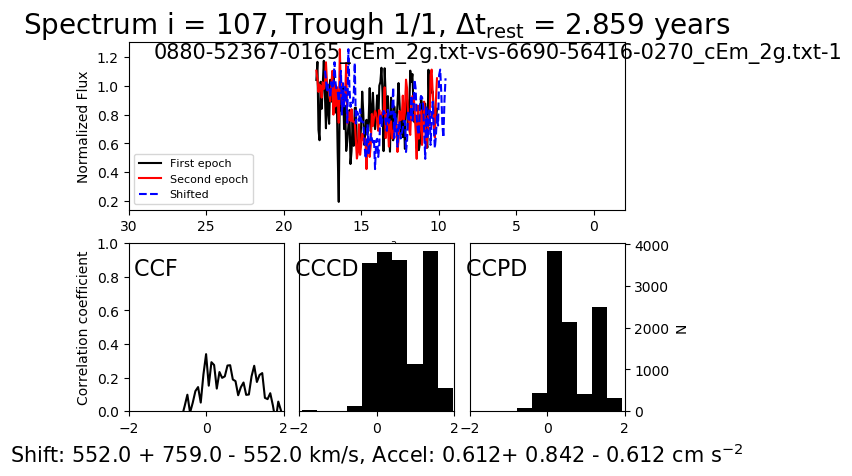 Spectrum i = 107, Trough 1/1, Δt_rest = 2.859 years
0880-52367-0165_cEm_2g.txt-vs-6690-56416-0270_cEm_2g.txt-1
Normalized Flux
1.2
1.0
0.8
0.6
0.4
0.2
First epoch
Second epoch
Shifted
30 25 20 15 10 5 0
Correlation coefficient
1.0
0.8
0.6
0.4
0.2
0.0
CCF
CCCD
CCPD
4000
3000
2000
1000
0
N
−2 0 −2 0 −2 0 2
Shift: 552.0 + 759.0 - 552.0 km/s, Accel: 0.612+ 0.842 - 0.612 cm s⁻²